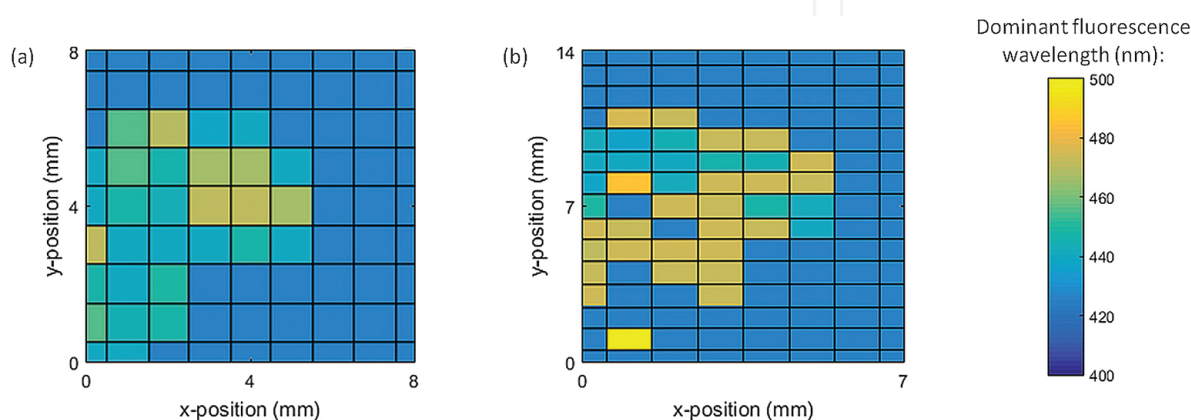 (a)
8
4
0
0
4
8
y-position (mm)
x-position (mm)
(b)
14
7
0
0
7
y-position (mm)
x-position (mm)
Dominant fluorescence
wavelength (nm):
500
480
460
440
420
400